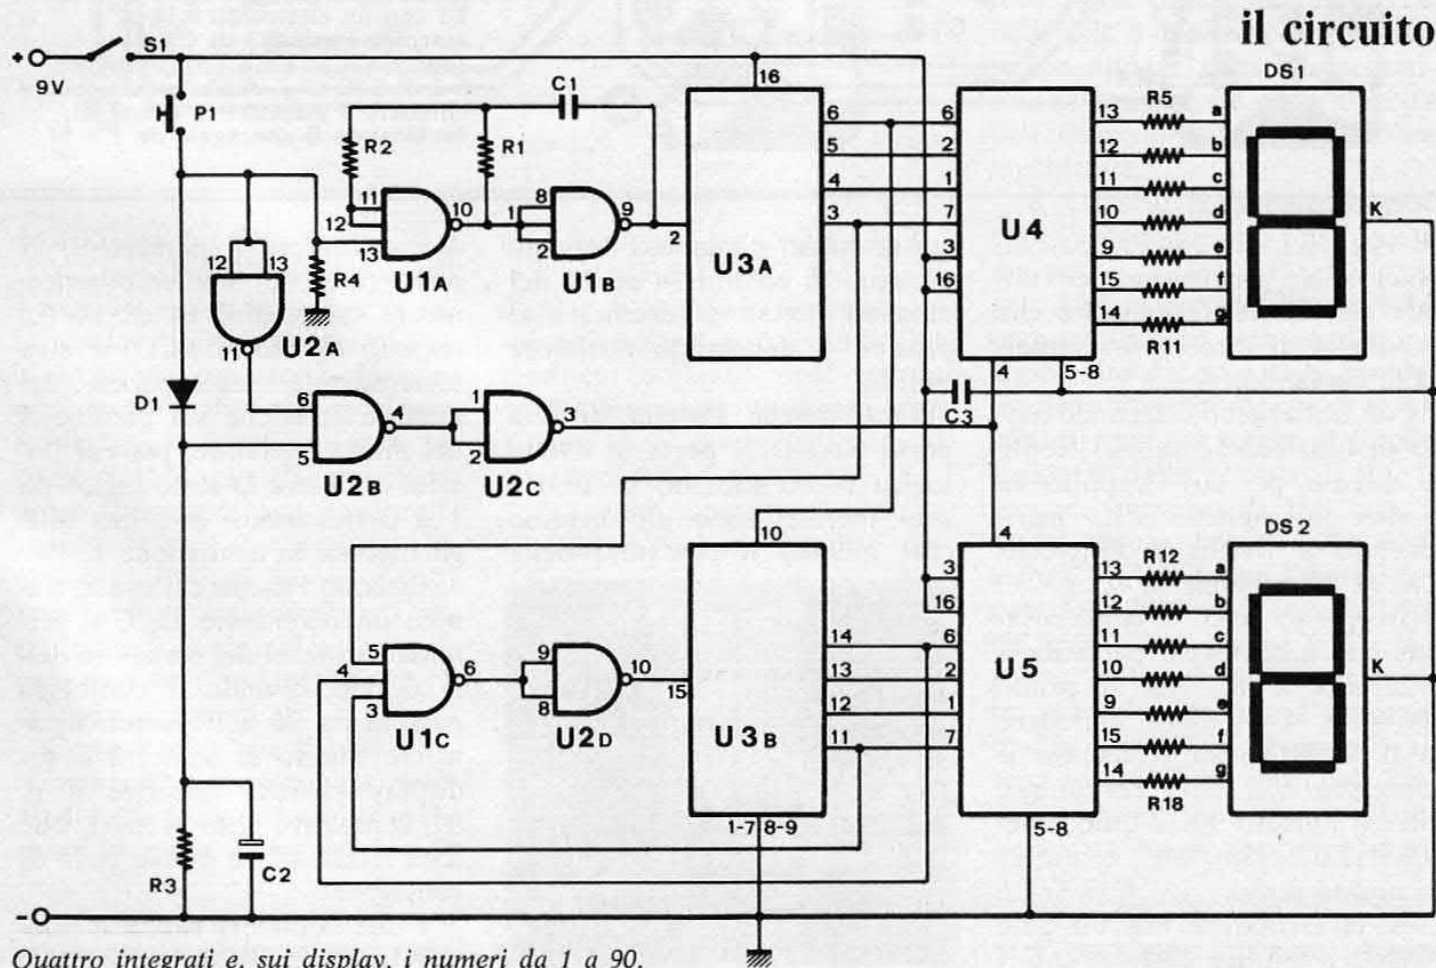 il circuito
S1
+
9V
P1
R2
R1
C1
16
DS1
6
5
4
3
6
2
1
7
3
16
13
12
11
10
9
15
14
R5
R11
a
b
c
d
e
f
g
K
11
12
13
10
U1A
1
8
2
9
U1B
2
U3A
U4
12
13
11
U2A
R4
4
5-8
C3
D1
6
5
4
U2B
1
2
3
U2C
10
4
DS2
3
16
14
13
12
11
6
2
1
7
13
12
11
10
9
15
14
R12
R18
a
b
c
d
e
f
g
K
5
4
3
6
U1C
9
8
10
U2D
15
U3B
U5
1-7
8-9
5-8
R3
C2
-
Quattro integrati e, sui display, i numeri da 1 a 90.